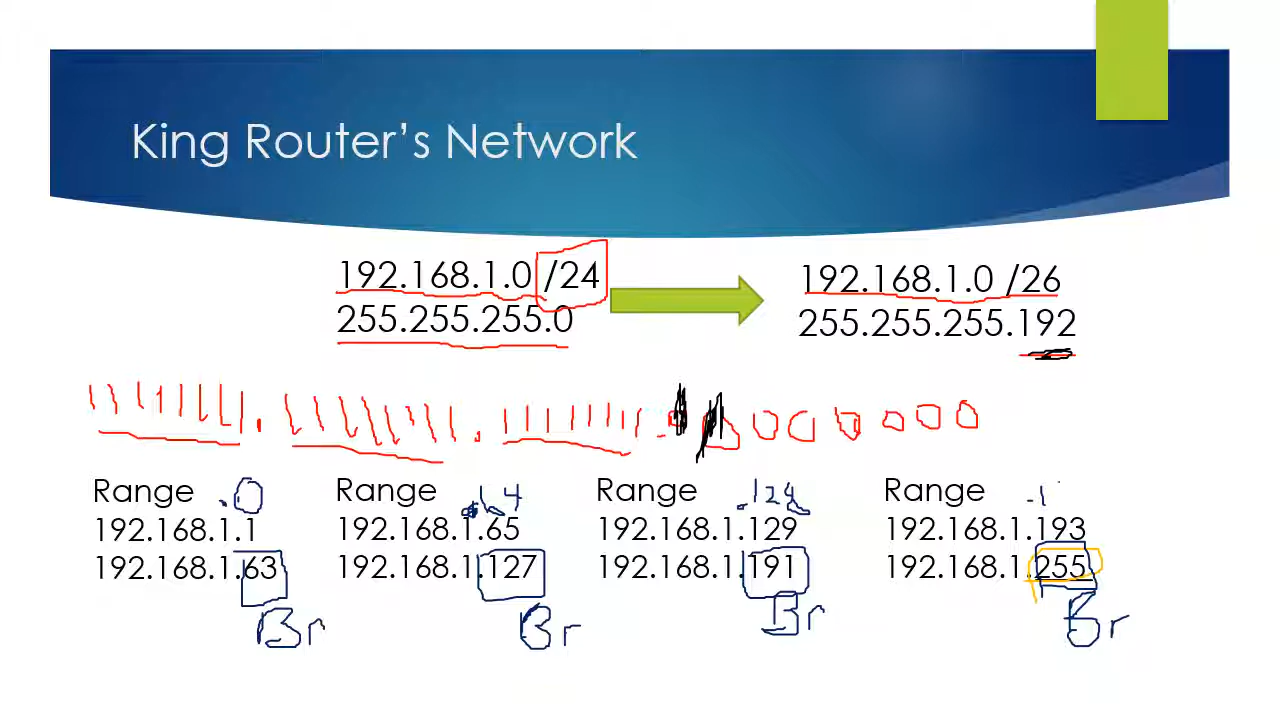 King Router's Network
192.168.1.0 /24
255.255.255.0
192.168.1.0 /26
255.255.255.192
Range .0
192.168.1.1
192.168.1.63
Br
Range
192.168.1.65
192.168.1.127
Br
Range .128
192.168.1.129
192.168.1.191
Br
Range .1
192.168.1.193
192.168.1.255
Br